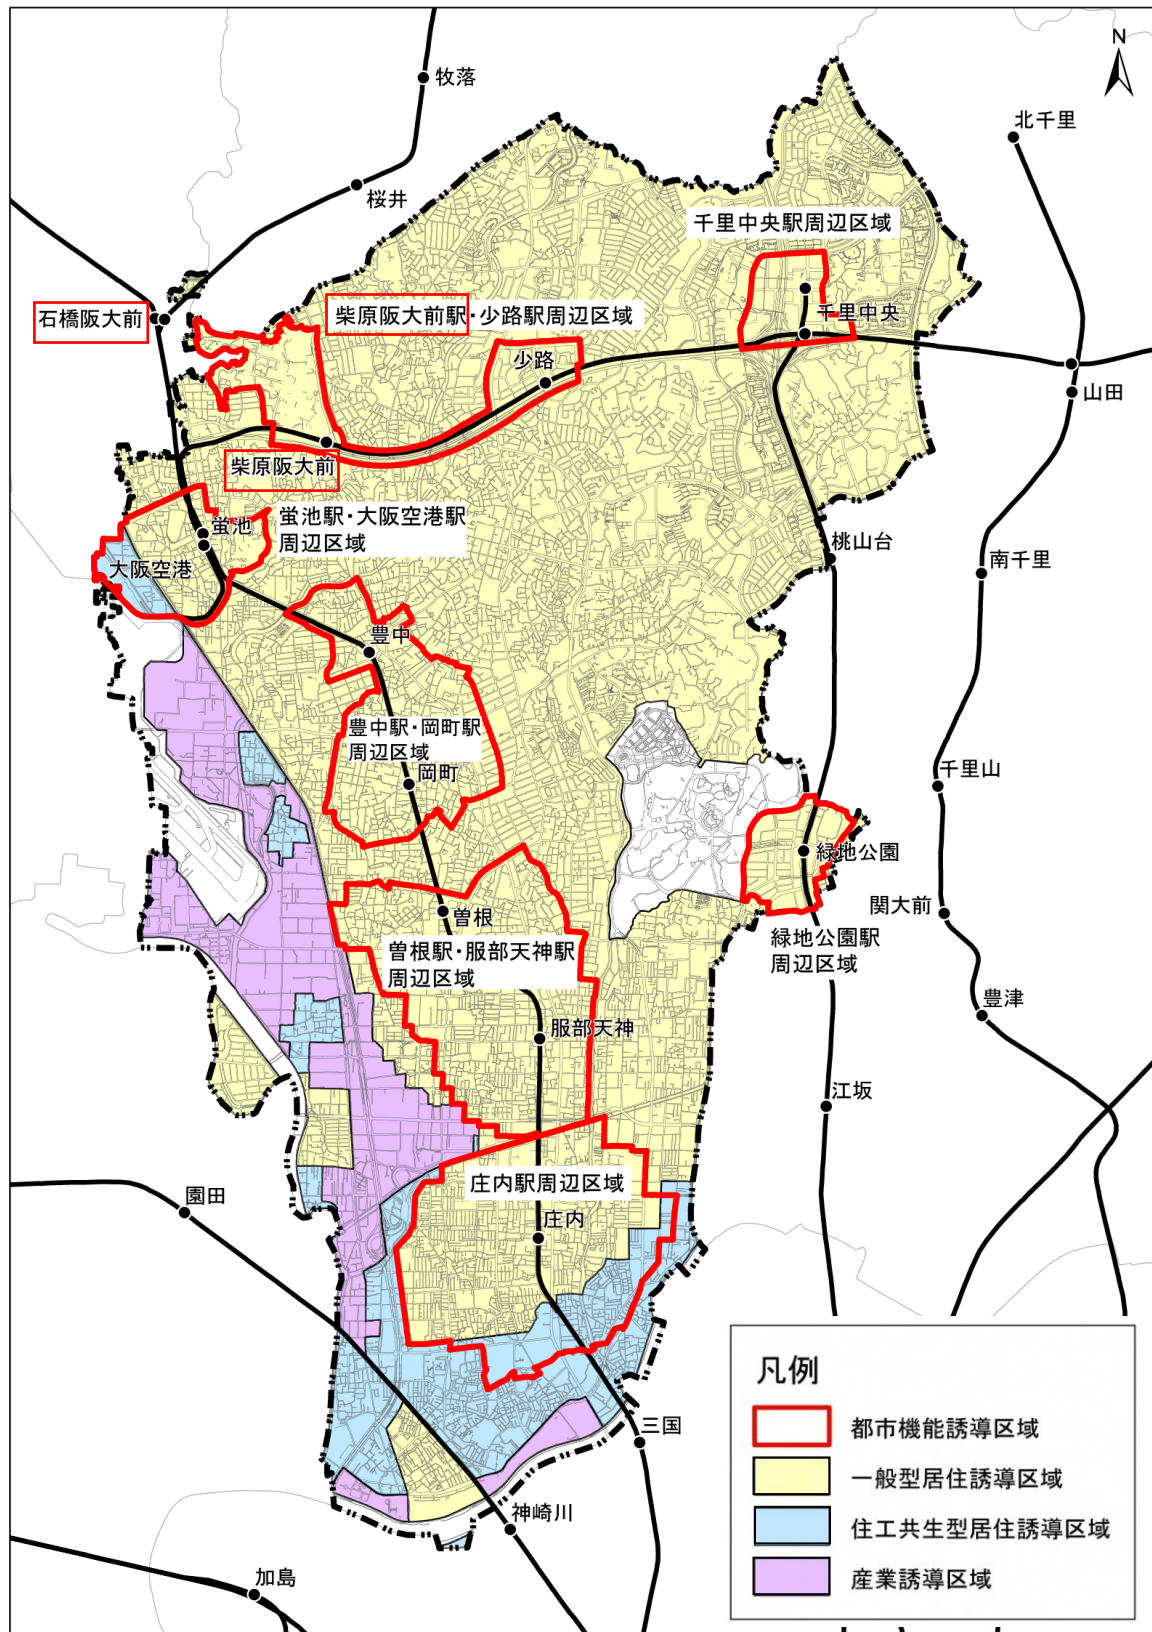 N
牧落
北千里
桜井
千里中央駅周辺区域
石橋阪大前
柴原阪大前駅・少路駅周辺区域
千里中央
少路
山田
柴原阪大前
蛍池駅・大阪空港駅
周辺区域
蛍池
大阪空港
桃山台
南千里
豊中
豊中駅・岡町駅
周辺区域
岡町
千里山
緑地公園
関大前
曽根
緑地公園駅
周辺区域
曽根駅・服部天神駅
周辺区域
豊津
服部天神
江坂
庄内駅周辺区域
園田
庄内
三国
神崎川
加島
凡例
都市機能誘導区域
一般型居住誘導区域
住工共生型居住誘導区域
産業誘導区域